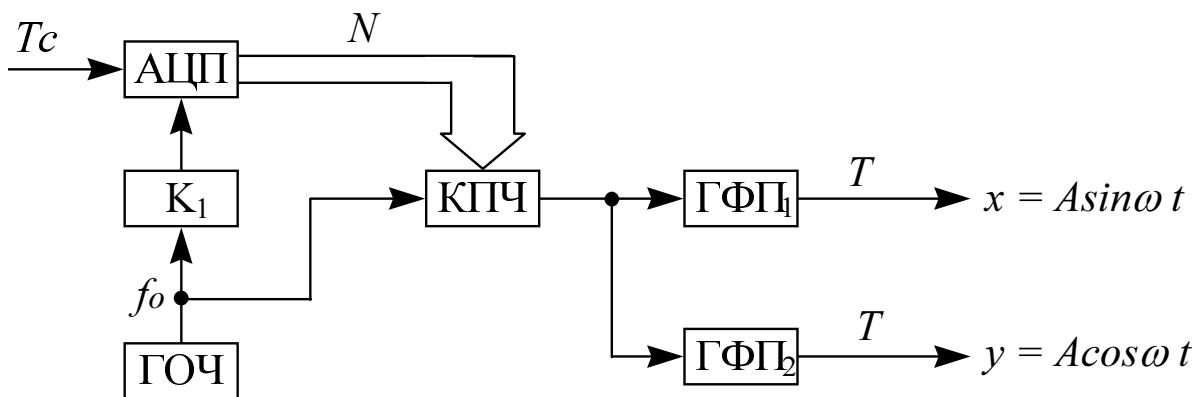 Tc
АЦП
N
K1
КПЧ
ГФП1
T
x = Asinω t
fo
ГОЧ
ГФП2
T
y = Acosω t